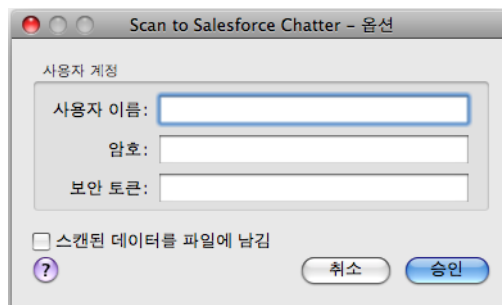 Scan to Salesforce Chatter – 옵션
사용자 계정
사용자 이름:
암호:
보안 토큰:
스캔된 데이터를 파일에 남김
? 취소 승인